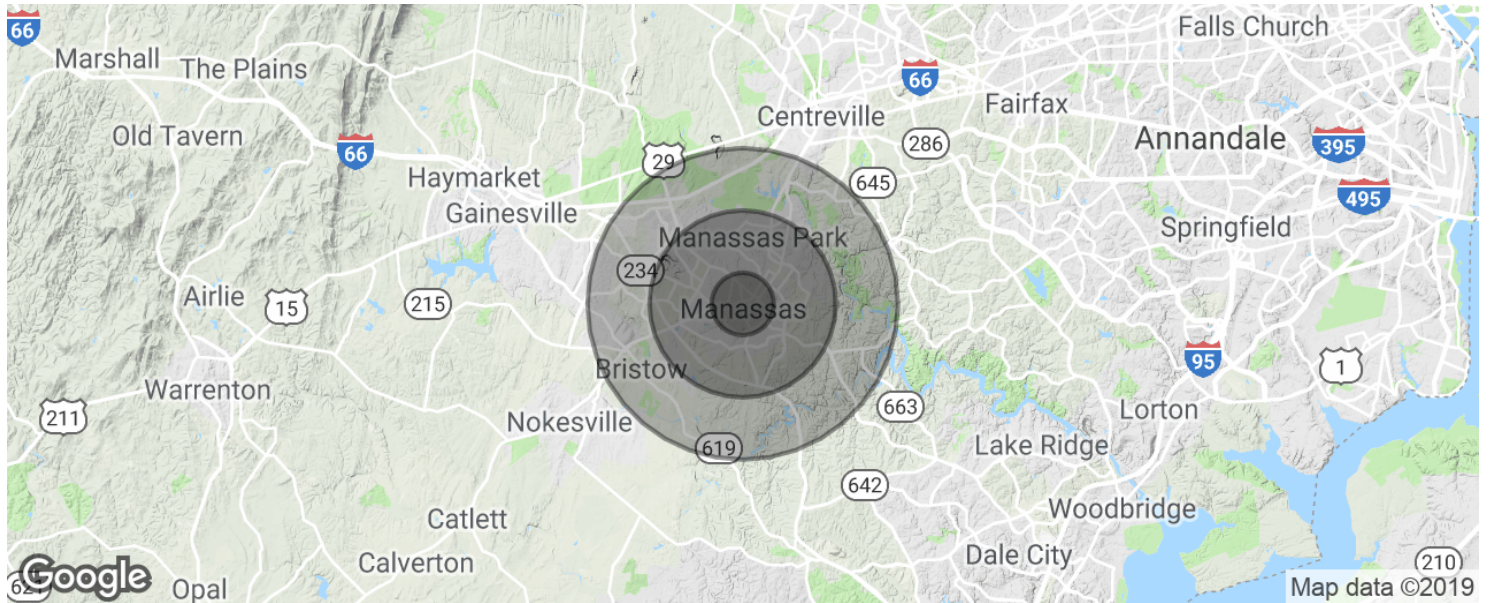 66
Falls Church
Marshall
The Plains
66
Centreville
Fairfax
Old Tavern
66
286
Annandale
395
29
Haymarket
645
495
Gainesville
Springfield
Manassas Park
234
Airlie
15
215
Manassas
95
1
Bristow
Warrenton
663
Lorton
211
Nokesville
619
Lake Ridge
642
Woodbridge
Catlett
Dale City
Calverton
210
Google
Opal
Map data ©2019